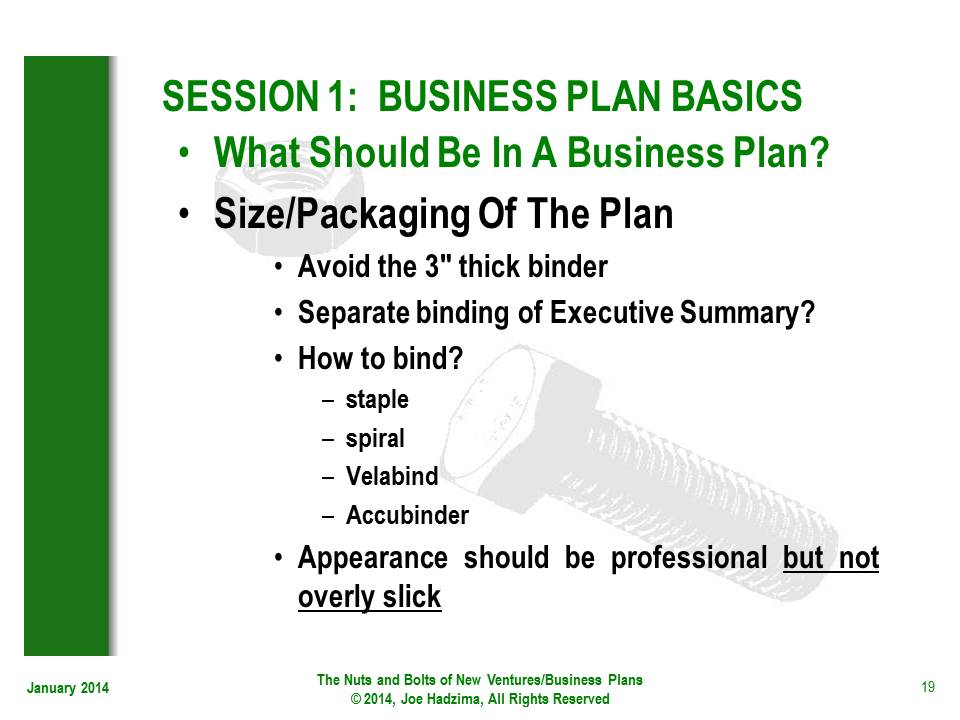 SESSION 1: BUSINESS PLAN BASICS
• What Should Be In A Business Plan?
• Size/Packaging Of The Plan
• Avoid the 3" thick binder
• Separate binding of Executive Summary?
• How to bind?
– staple
– spiral
– Velabind
– Accubinder
• Appearance should be professional but not
overly slick
January 2014
The Nuts and Bolts of New Ventures/Business Plans
© 2014, Joe Hadzima, All Rights Reserved
19